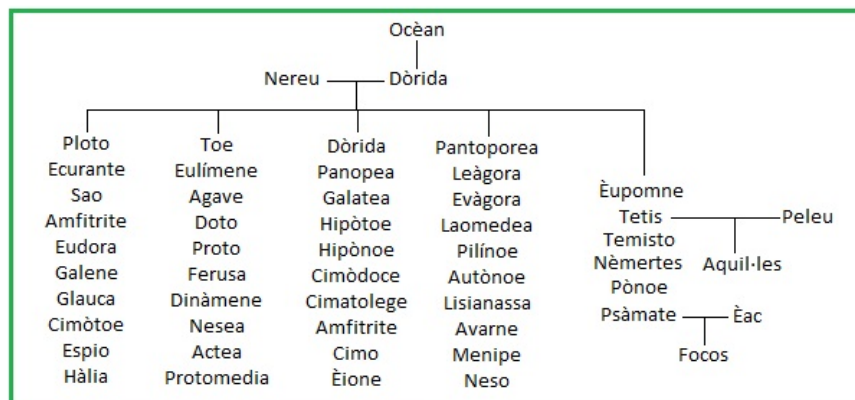 Ocèan
Nereu Dòrida
Ploto
Ecurante
Sao
Amfitrite
Eudora
Galene
Glauca
Cimòtoe
Espio
Hàlia
Toe
Eulímene
Agave
Doto
Proto
Ferusa
Dinàmene
Nesea
Actea
Protomedia
Dòrida
Panopea
Galatea
Hipòtoe
Hipònoe
Cimòdoce
Cimatolege
Amfitrite
Cimo
Èione
Pantoporea
Leàgora
Evàgora
Laomedea
Pilínoe
Autònoe
Lisianassa
Avarne
Menipe
Neso
Èupomne
Tetis Peleu
Temisto
Nèmertes
Aquil·les
Pònoe
Psàmate Èac
Focos